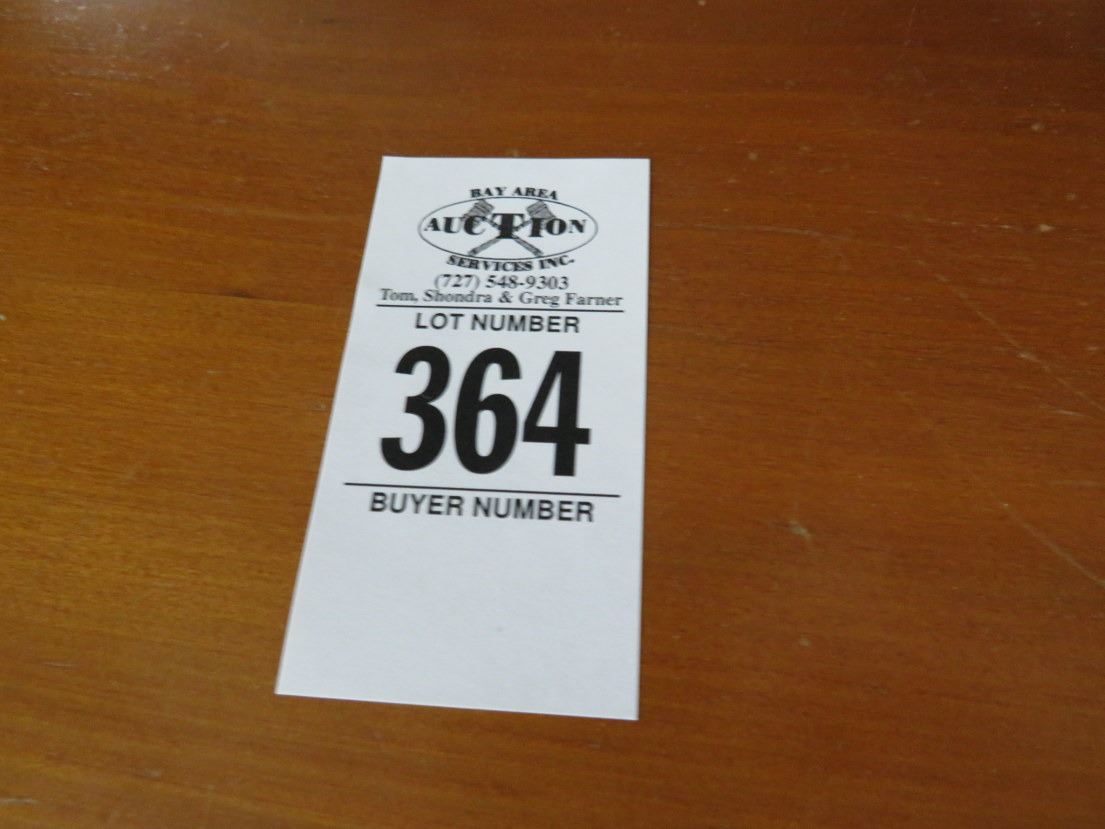 BAY AREA
AUCTION
SERVICES INC.
(727) 548-9303
Tom, Shondra & Greg Farner
LOT NUMBER
364
BUYER NUMBER